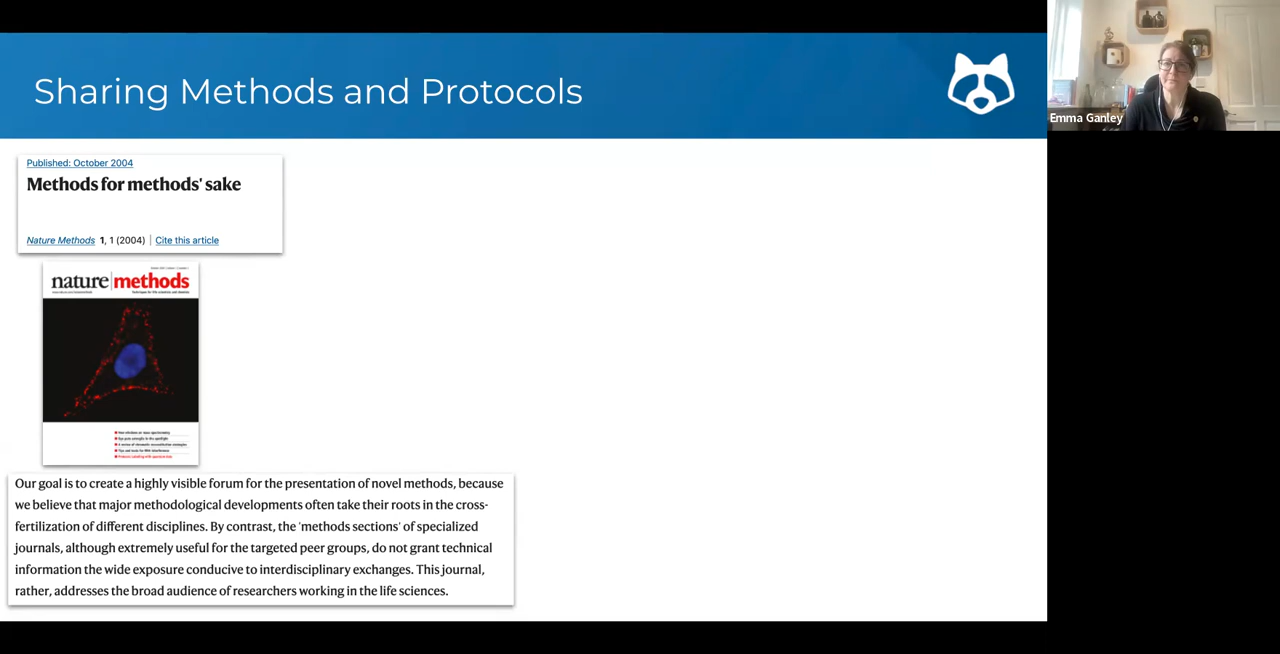 Sharing Methods and Protocols
Emma Ganley
Published: October 2004
Methods for methods' sake
Nature Methods 1, 1 (2004) | Cite this article
nature methods
Our goal is to create a highly visible forum for the presentation of novel methods, because
we believe that major methodological developments often take their roots in the cross-
fertilization of different disciplines. By contrast, the 'methods sections' of specialized
journals, although extremely useful for the targeted peer groups, do not grant technical
information the wide exposure conducive to interdisciplinary exchanges. This journal,
rather, addresses the broad audience of researchers working in the life sciences.